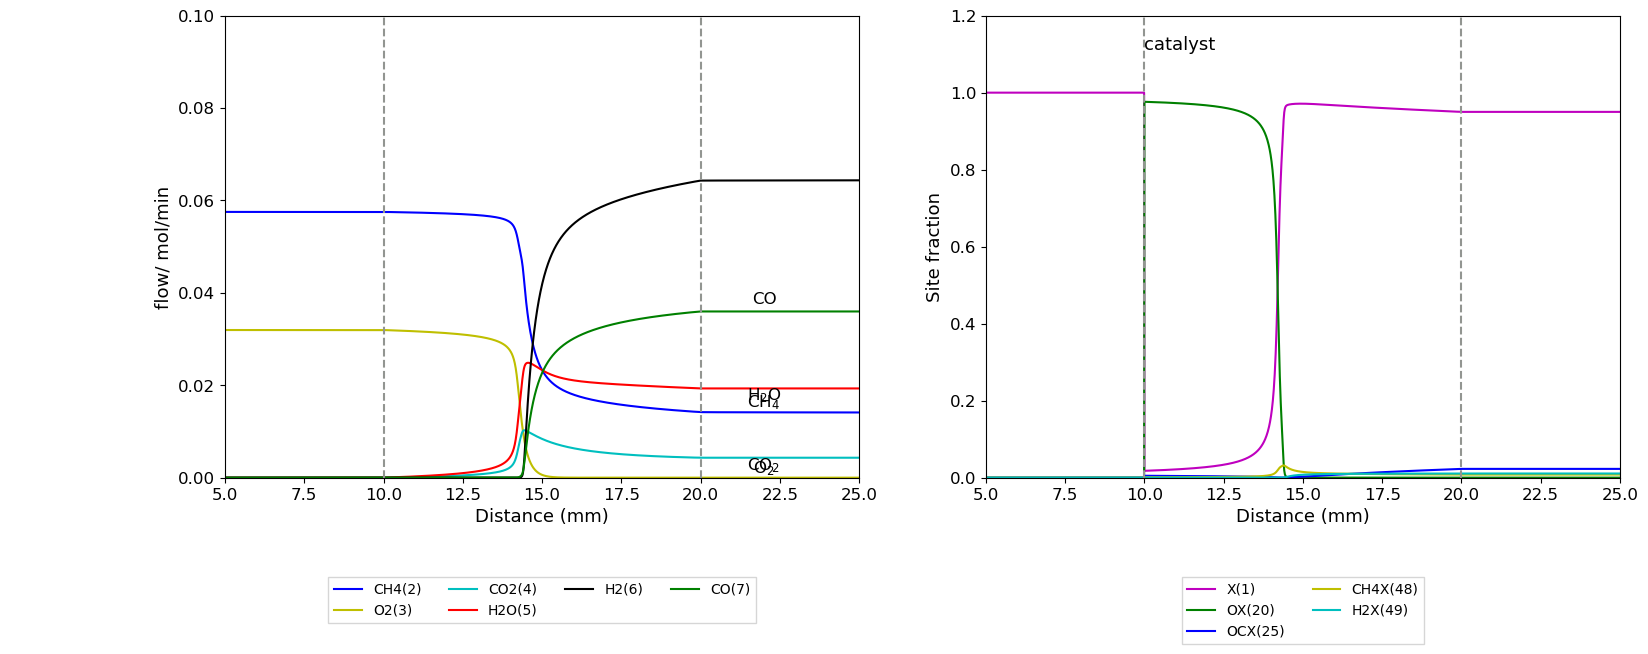 0.10
0.08
0.06
0.04
0.02
0.00
flow/ mol/min
CO
H₂O
CH₄
CO₂
O₂
5.0 7.5 10.0 12.5 15.0 17.5 20.0 22.5 25.0
Distance (mm)
CH4(2) CO2(4) H2(6) CO(7)
O2(3) H2O(5)
1.2
1.0
0.8
0.6
0.4
0.2
0.0
Site fraction
catalyst
5.0 7.5 10.0 12.5 15.0 17.5 20.0 22.5 25.0
Distance (mm)
X(1) CH4X(48)
OX(20) H2X(49)
OCX(25)